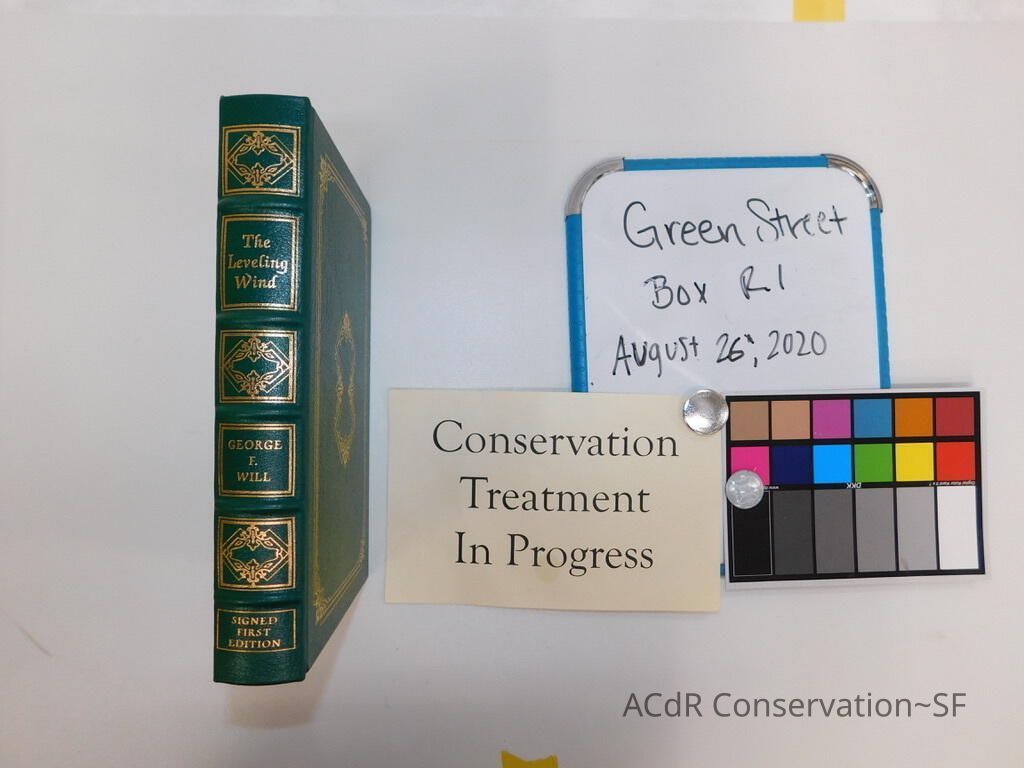 The
Leveling
Wind
GEORGE
F.
WILL
SIGNED
FIRST
EDITION
Green Street
Box R1
August 26, 2020
Conservation
Treatment
In Progress
DKK
ACdR Conservation~SF